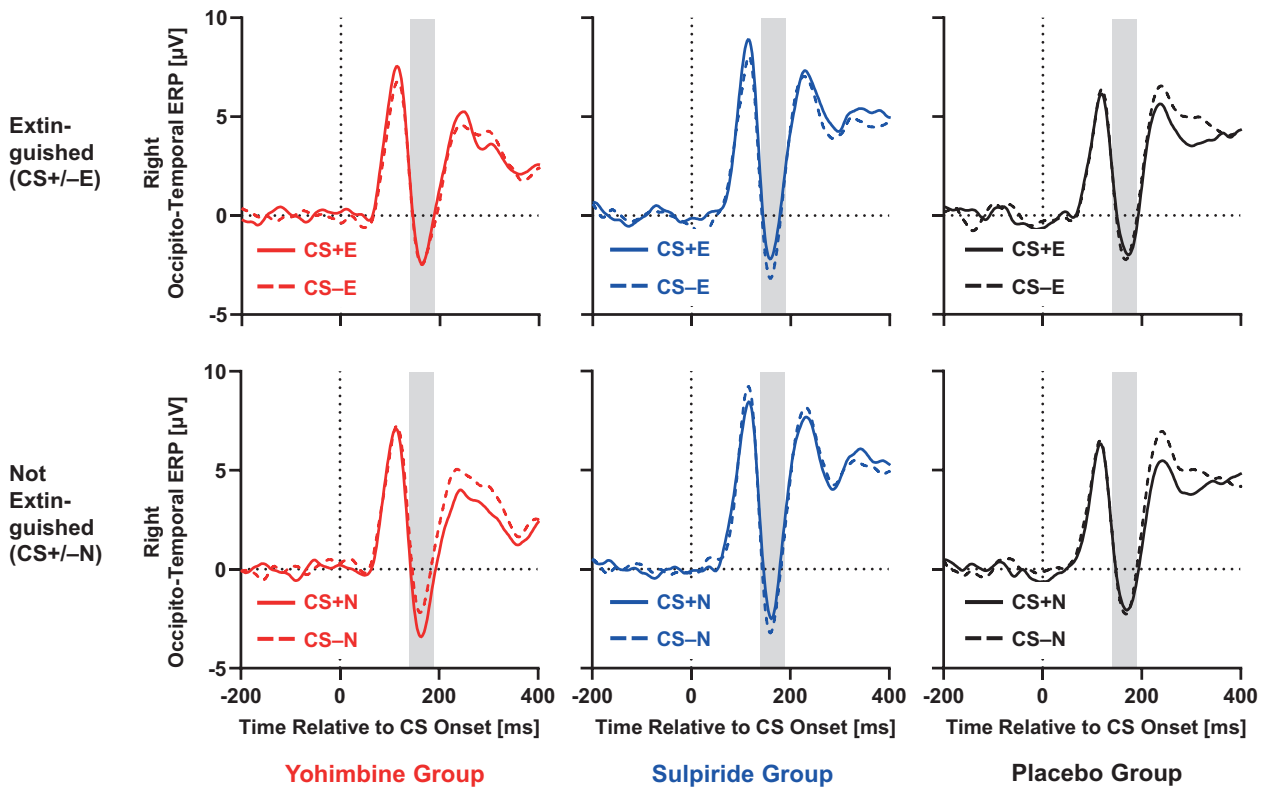 Extin-
guished
(CS+/–E)
Right
Occipito-Temporal ERP [µV]
10
5
0
-5
CS+E
CS–E
CS+E
CS–E
CS+E
CS–E
Not
Extin-
guished
(CS+/–N)
Right
Occipito-Temporal ERP [µV]
10
5
0
-5
CS+N
CS–N
CS+N
CS–N
CS+N
CS–N
-200 0 200 400
-200 0 200 400
-200 0 200 400
Time Relative to CS Onset [ms]
Time Relative to CS Onset [ms]
Time Relative to CS Onset [ms]
Yohimbine Group
Sulpiride Group
Placebo Group